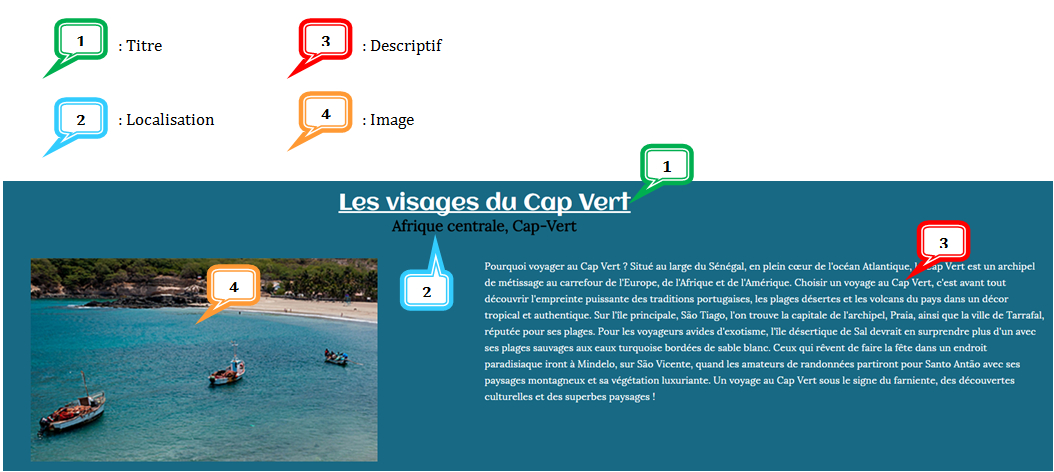 1 : Titre
3 : Descriptif
2 : Localisation
4 : Image
1
Les visages du Cap Vert
Afrique centrale, Cap-Vert
3
4
2
Pourquoi voyager au Cap Vert ? Situé au large du Sénégal, en plein cœur de l'océan Atlantique, Cap Vert est un archipel
de métissage au carrefour de l'Europe, de l'Afrique et de l'Amérique. Choisir un voyage au Cap Vert, c'est avant tout
découvrir l'empreinte puissante des traditions portugaises, les plages désertes et les volcans du pays dans un décor
tropical et authentique. Sur l'île principale, São Tiago, l'on trouve la capitale de l'archipel, Praia, ainsi que la ville de Tarrafal,
réputée pour ses plages. Pour les voyageurs avides d'exotisme, l'île désertique de Sal devrait en surprendre plus d'un avec
ses plages sauvages aux eaux turquoise bordées de sable blanc. Ceux qui rêvent de faire la fête dans un endroit
paradisiaque iront à Mindelo, sur São Vicente, quand les amateurs de randonnées partiront pour Santo Antão avec ses
paysages montagneux et sa végétation luxuriante. Un voyage au Cap Vert sous le signe du farniente, des découvertes
culturelles et des superbes paysages !